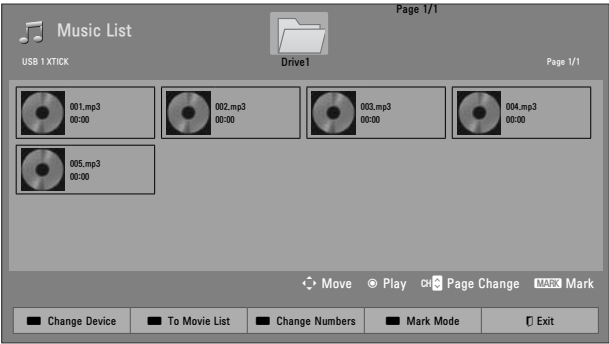 Page 1/1
Music List
USB 1 XTICK
Drive1
Page 1/1
001.mp3
00:00
002.mp3
00:00
003.mp3
00:00
004.mp3
00:00
005.mp3
00:00
Move Play CH Page Change MARK Mark
Change Device To Movie List Change Numbers Mark Mode Exit